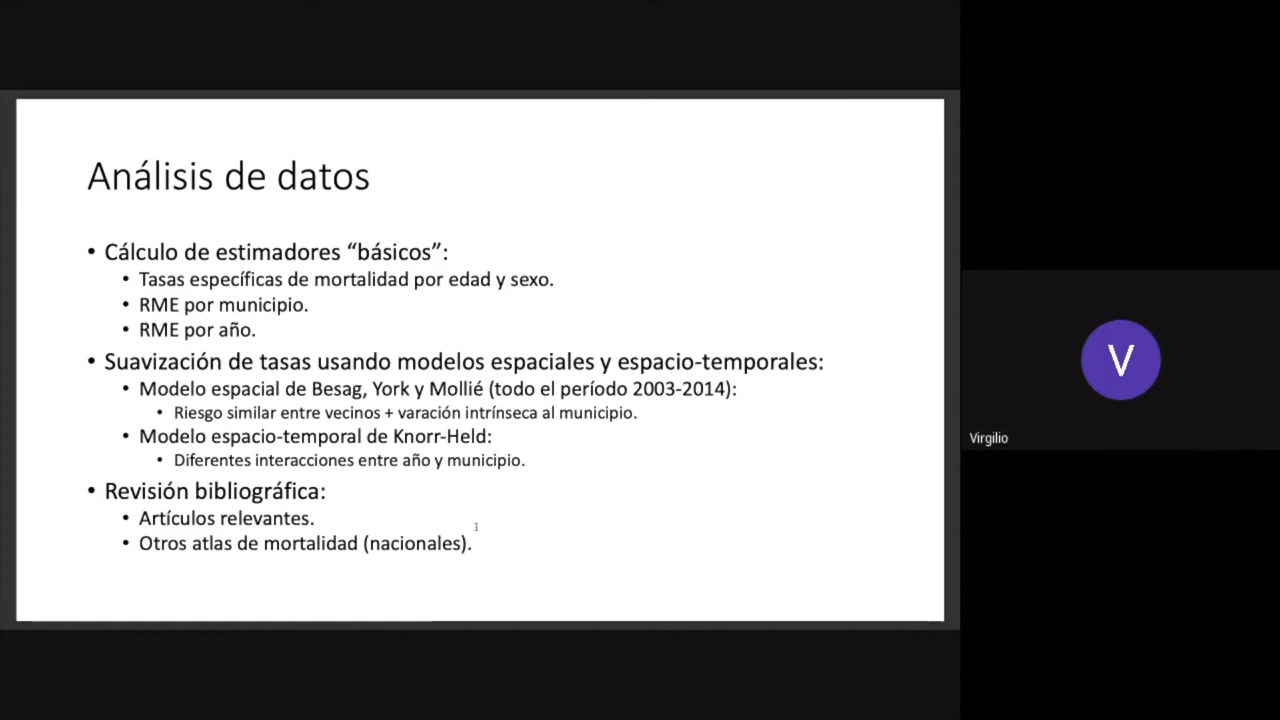 Análisis de datos
• Cálculo de estimadores “básicos”:
• Tasas específicas de mortalidad por edad y sexo.
• RME por municipio.
• RME por año.
• Suavización de tasas usando modelos espaciales y espacio-temporales:
• Modelo espacial de Besag, York y Mollié (todo el período 2003-2014):
• Riesgo similar entre vecinos + varación intrínseca al municipio.
• Modelo espacio-temporal de Knorr-Held:
• Diferentes interacciones entre año y municipio.
• Revisión bibliográfica:
• Artículos relevantes.
• Otros atlas de mortalidad (nacionales).
V
Virgilio